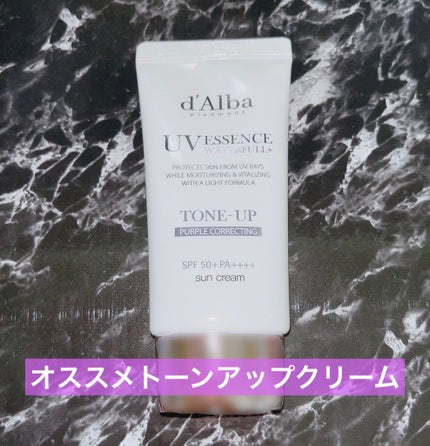 d'Alba
Piedmont
UV ESSENCE
WATERFULL+
PROTECTS SKIN FROM UV RAYS
WHILE MOISTURIZING & VITALIZING
WITH A LIGHT FORMULA
TONE-UP
PURPLE CORRECTING
SPF 50+ PA++++
sun cream
オススメトーンアップクリーム